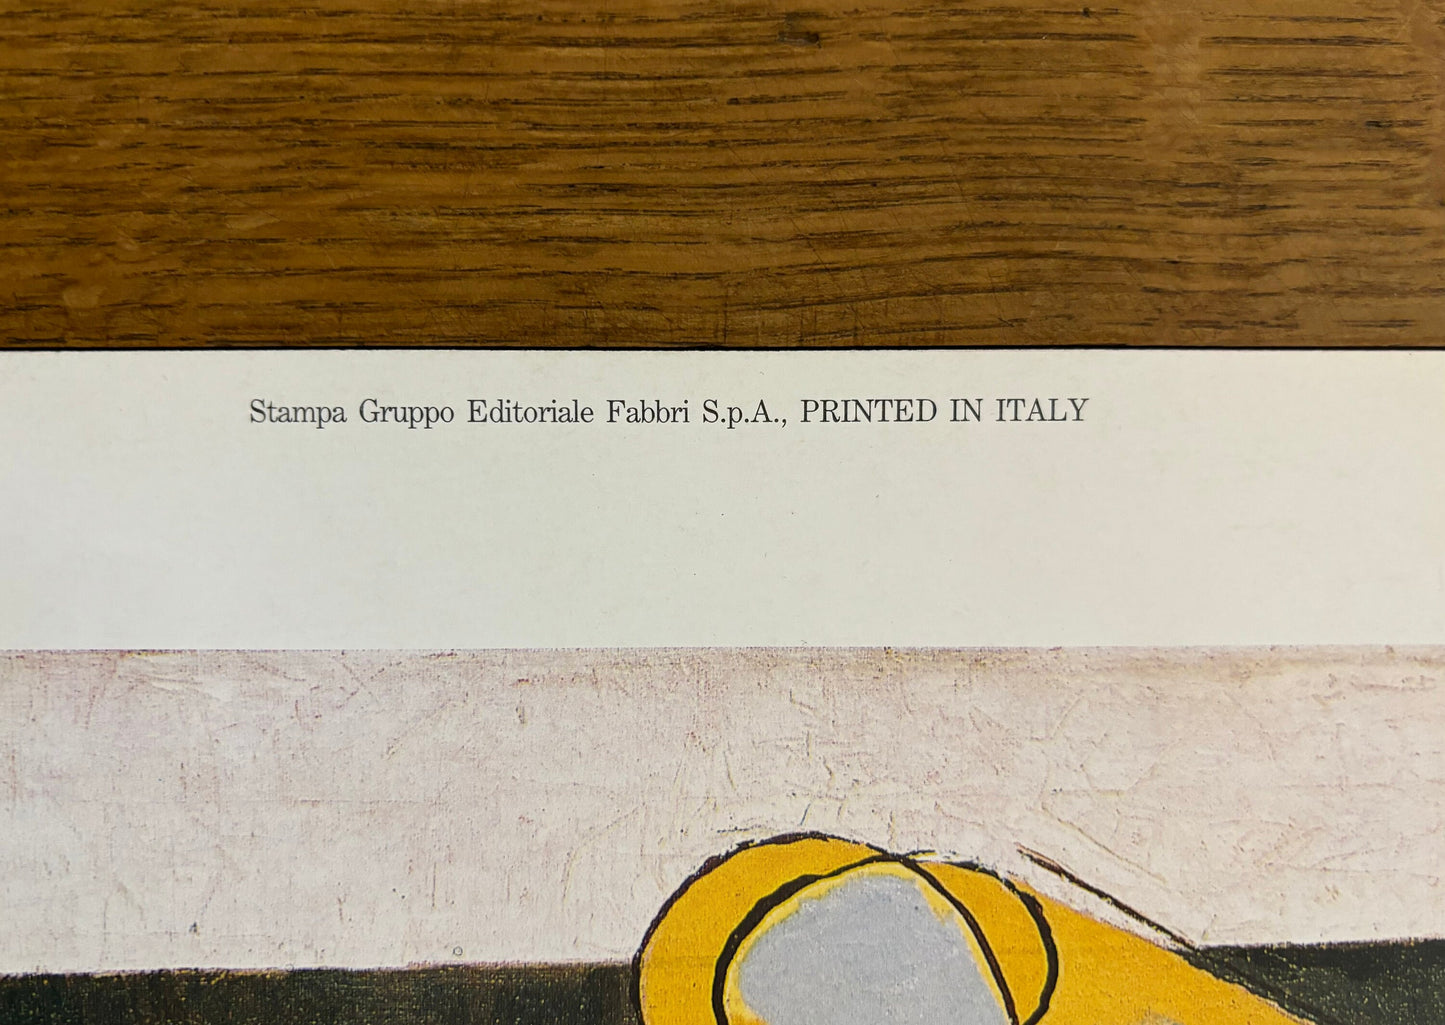 Stampa Gruppo Editoriale Fabbri S.p.A., PRINTED IN ITALY